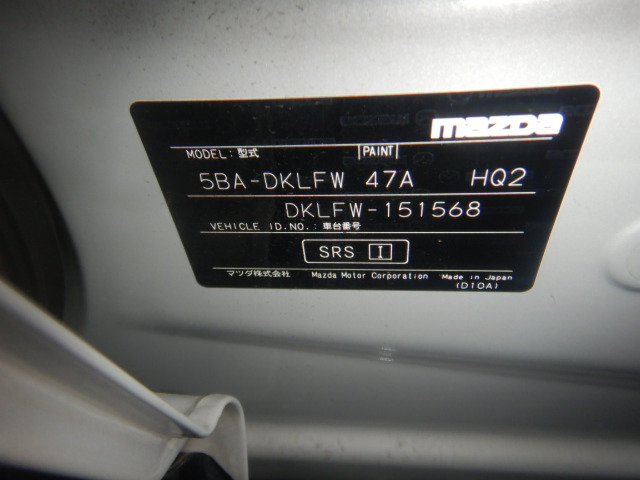 mazda
MODEL : 型式 PAINT
5BA-DKLFW 47A HQ2
DKLFW-151568
VEHICLE ID.NO. : 車台番号
SRS I
マツダ株式会社 Mazda Motor Corporation Made in Japan
(D10A)